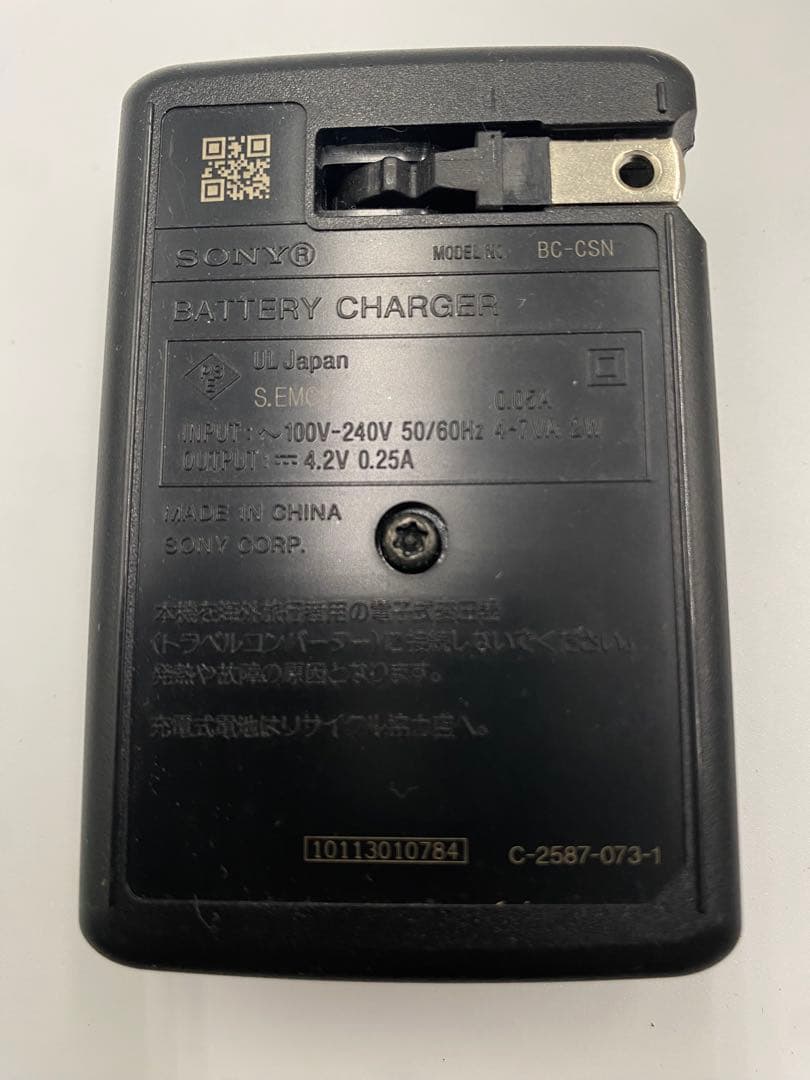 SONY®
MODEL NO. BC-CSN
BATTERY CHARGER
PS
E
UL Japan
S.EMC 0.05A
INPUT : ～ 100V-240V 50/60Hz 4-7VA 2W
OUTPUT : ⎓ 4.2V 0.25A
MADE IN CHINA
SONY CORP.
本機を海外旅行者用の電子式変圧器
(トラベルコンバーター)に接続しないでください。
発熱や故障の原因となります。
充電式電池はリサイクル協力店へ。
10113010784
C-2587-073-1